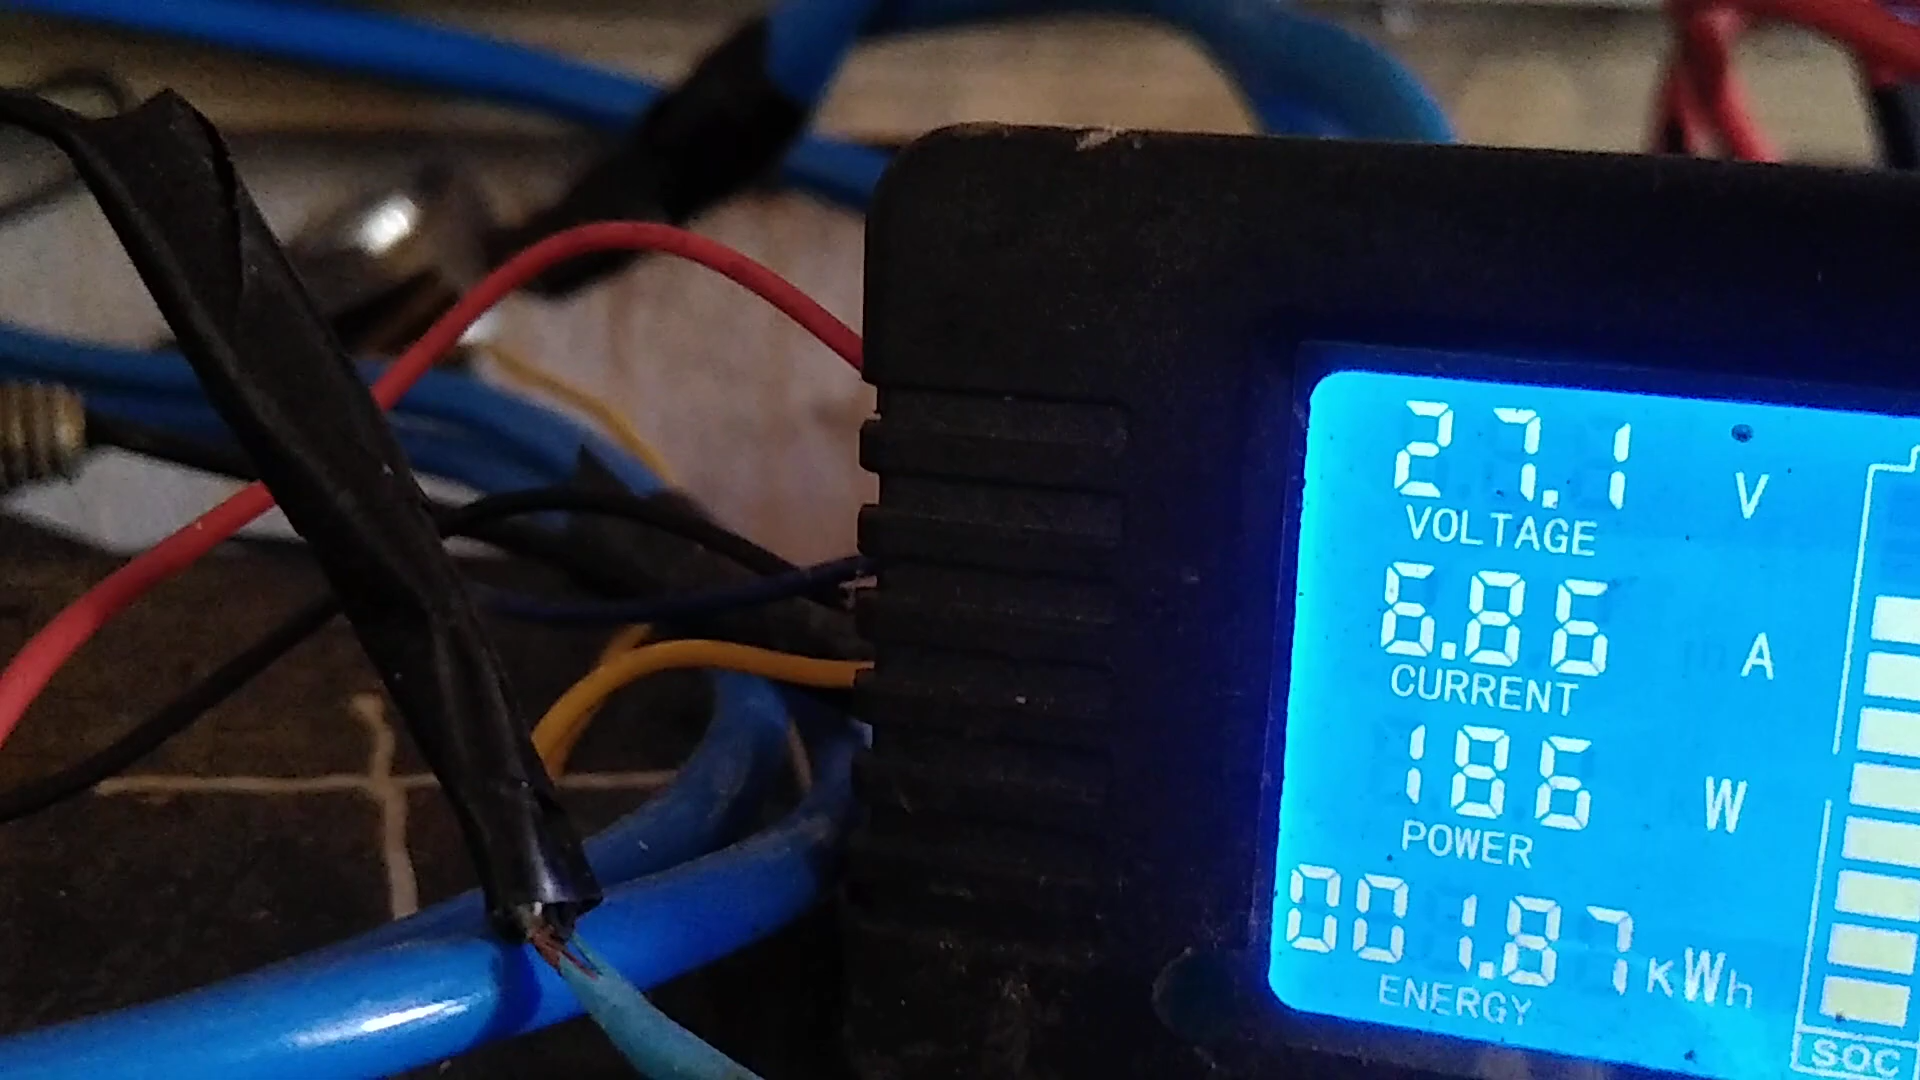 27.1 V
VOLTAGE
6.86 A
CURRENT
186 W
POWER
001.87 KWh
ENERGY
SOC